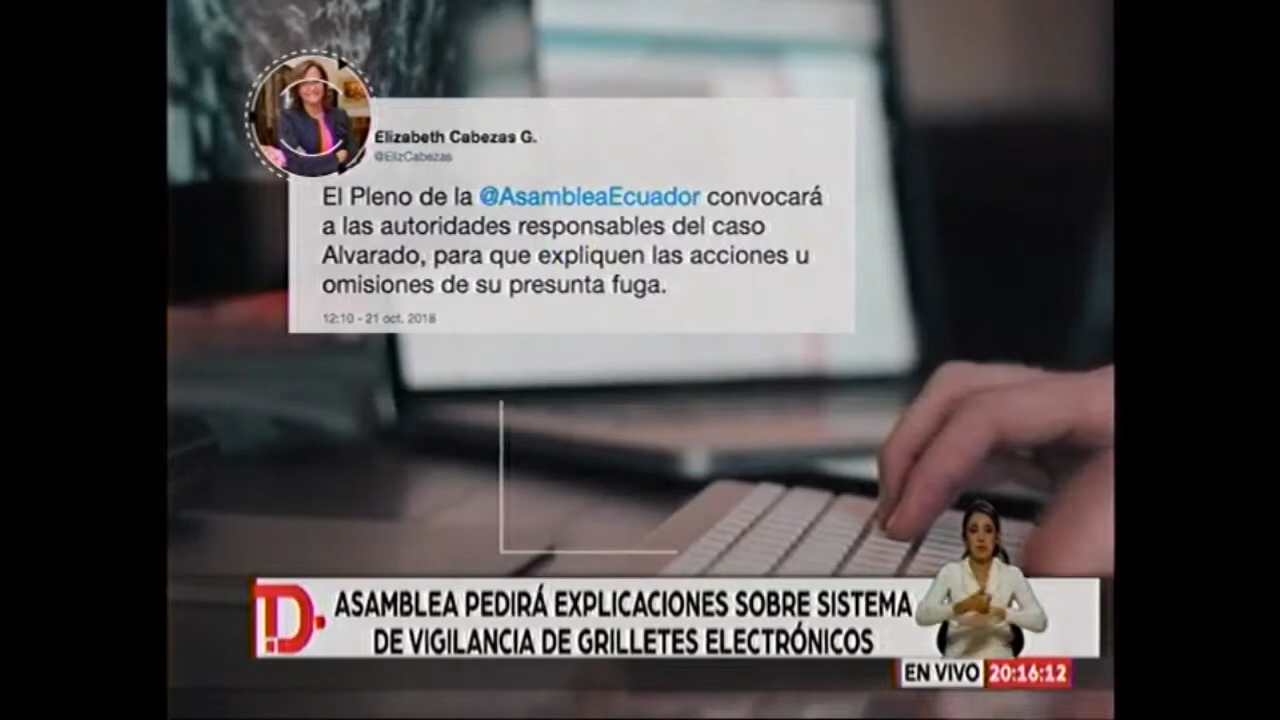 Elizabeth Cabezas G.
@ElizCabezas
El Pleno de la @AsambleaEcuador convocará
a las autoridades responsables del caso
Alvarado, para que expliquen las acciones u
omisiones de su presunta fuga.
12:10 - 21 oct. 2018
D
ASAMBLEA PEDIRÁ EXPLICACIONES SOBRE SISTEMA
DE VIGILANCIA DE GRILLETES ELECTRÓNICOS
EN VIVO 20:16:12